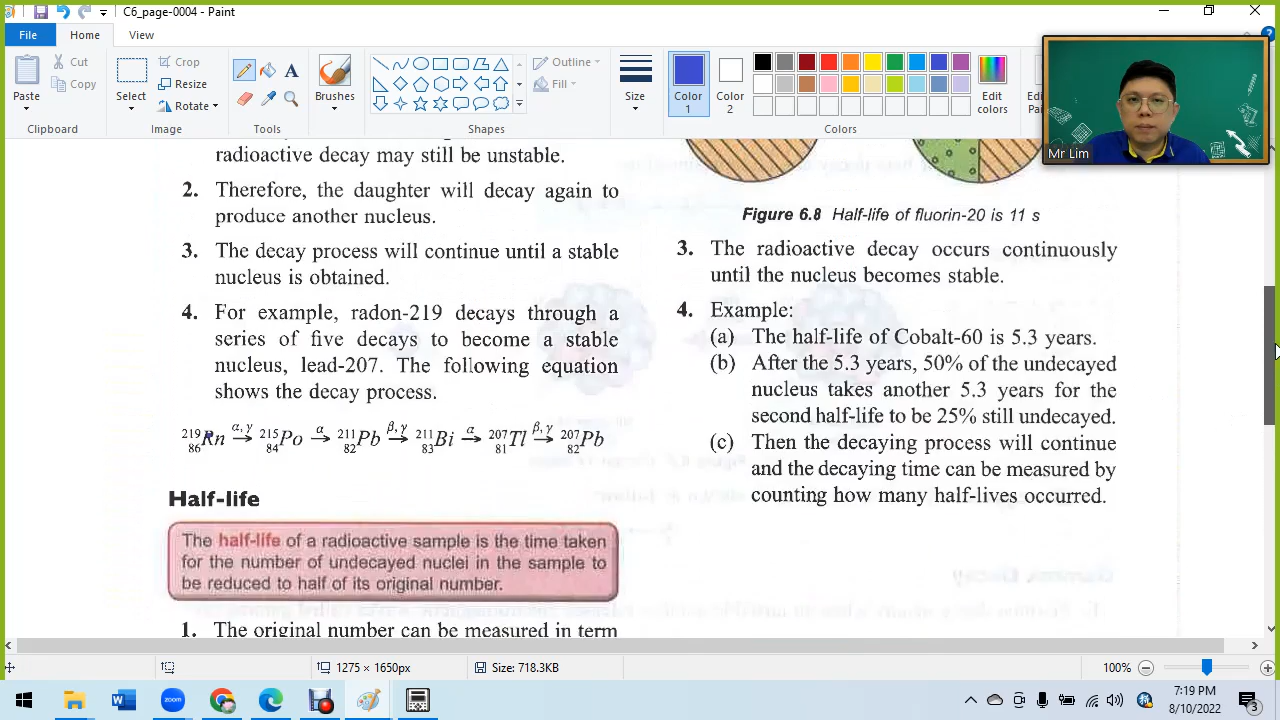 C6_page-0004 - Paint
File
Home
View
Paste
Cut
Copy
Clipboard
Select
Crop
Resize
Rotate
Image
Tools
Brushes
Shapes
Outline
Fill
Size
Color 1
Color 2
Edit colors
Edit
Colors
Mr Lim
radioactive decay may still be unstable.
2. Therefore, the daughter will decay again to
produce another nucleus.
3. The decay process will continue until a stable
nucleus is obtained.
4. For example, radon-219 decays through a
series of five decays to become a stable
nucleus, lead-207. The following equation
shows the decay process.
²¹⁹₈₆Rn α, γ → ²¹⁵₈₄Po α → ²¹¹₈₂Pb β, γ → ²¹¹₈₃Bi α → ²⁰⁷₈₁Tl β, γ → ²⁰⁷₈₂Pb
Half-life
The half-life of a radioactive sample is the time taken
for the number of undecayed nuclei in the sample to
be reduced to half of its original number.
1. The original number can be measured in term
Figure 6.8 Half-life of fluorin-20 is 11 s
3. The radioactive decay occurs continuously
until the nucleus becomes stable.
4. Example:
(a) The half-life of Cobalt-60 is 5.3 years.
(b) After the 5.3 years, 50% of the undecayed
nucleus takes another 5.3 years for the
second half-life to be 25% still undecayed.
(c) Then the decaying process will continue
and the decaying time can be measured by
counting how many half-lives occurred.
1275 × 1650px
Size: 718.3KB
100%
zoom
7:19 PM
8/10/2022
3